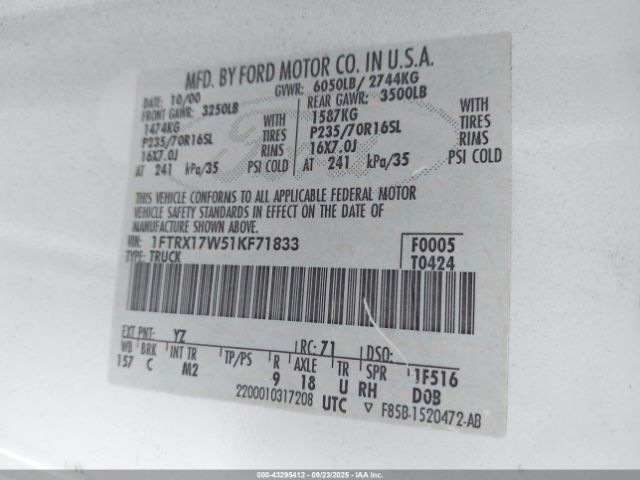 MFD. BY FORD MOTOR CO. IN U.S.A.
DATE: 10/00 GVWR: 6050LB/ 2744KG
FRONT GAWR: 3250LB REAR GAWR: 3500LB
1474KG WITH 1587KG WITH
P235/70R16SL TIRES P235/70R16SL TIRES
16X7.0J RIMS 16X7.0J RIMS
AT 241 kPa/35 PSI COLD AT 241 kPa/35 PSI COLD
THIS VEHICLE CONFORMS TO ALL APPLICABLE FEDERAL MOTOR
VEHICLE SAFETY STANDARDS IN EFFECT ON THE DATE OF
MANUFACTURE SHOWN ABOVE.
VIN: 1FTRX17W51KF71833 F0005
TYPE: TRUCK T0424
EXT PNT: YZ RC: 71 DSO:
WB BRK INT TR TP/PS R AXLE TR SPR 1F516
157 C M2 9 18 U RH DOB
2200010317208 UTC ▽ F85B-1520472-AB
000-43295412 - 09/23/2025 - IAA Inc.